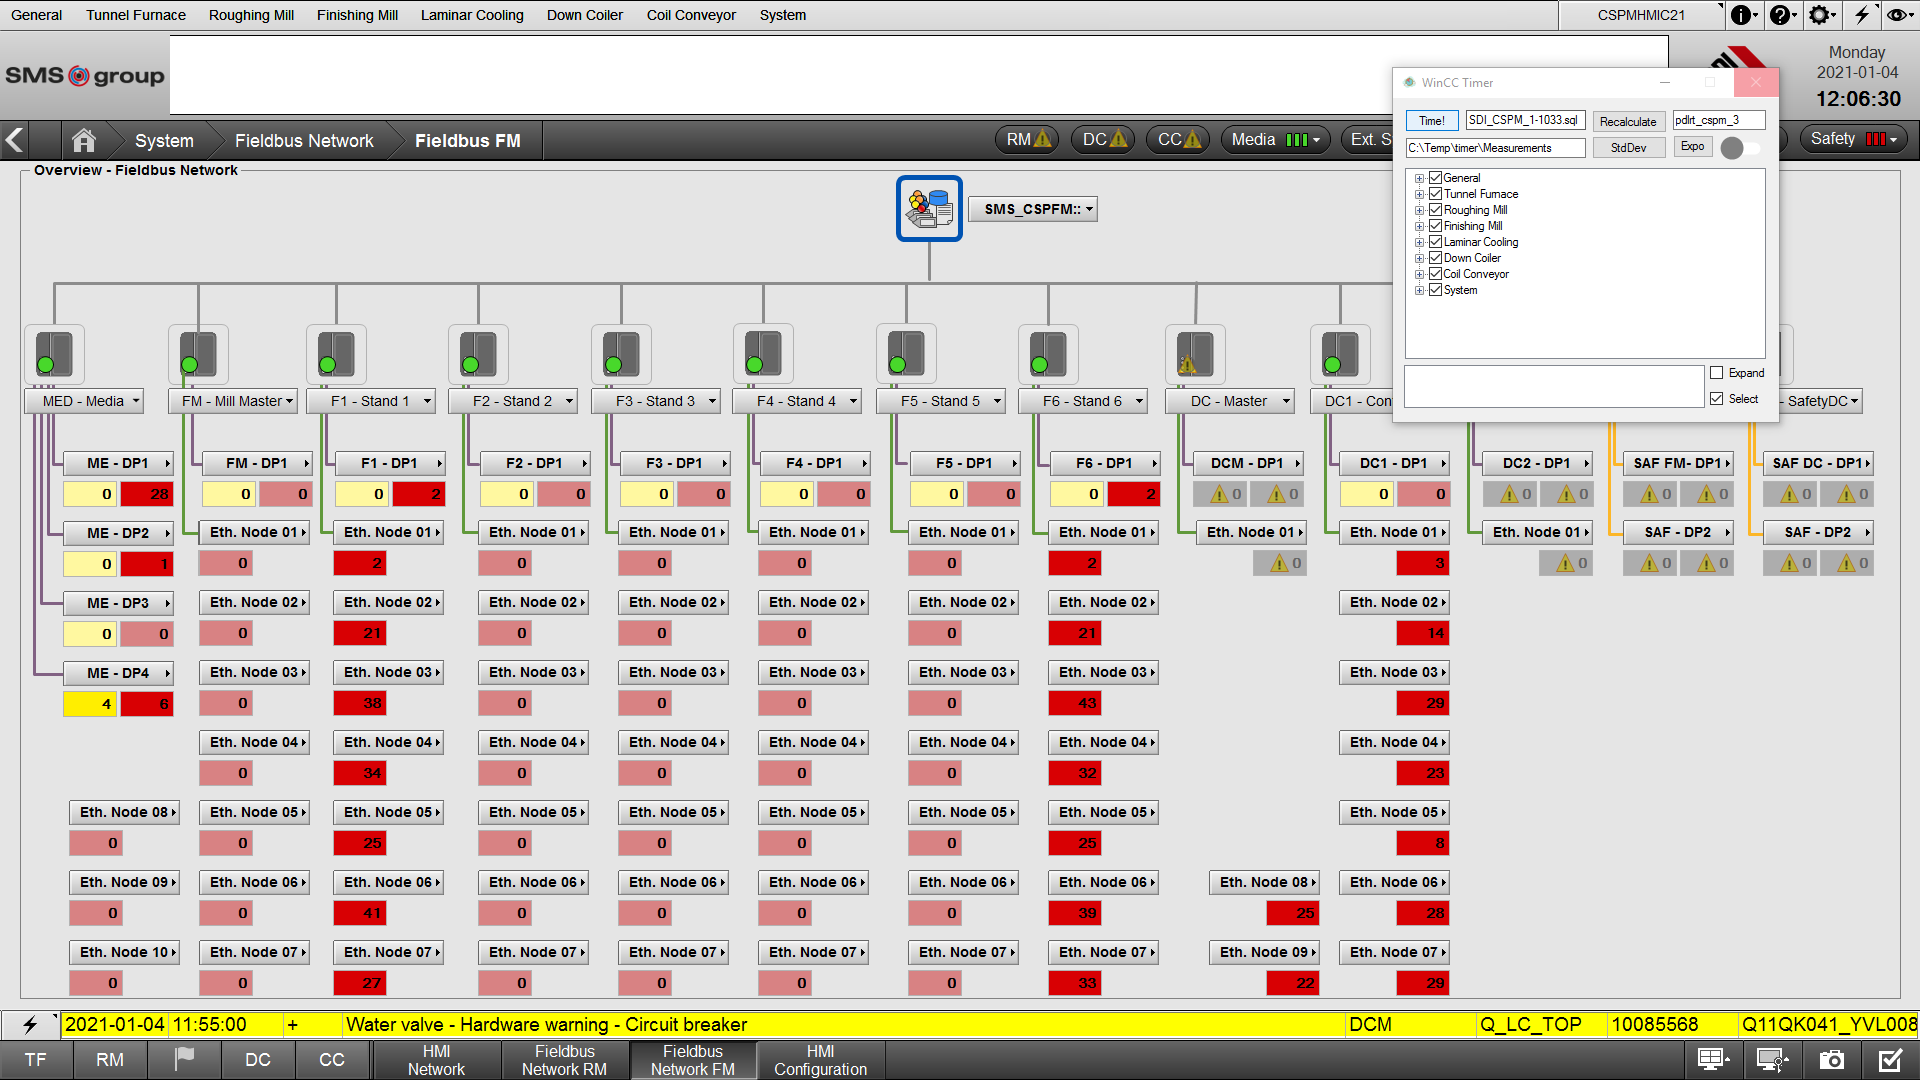 General Tunnel Furnace Roughing Mill Finishing Mill Laminar Cooling Down Coiler Coil Conveyor System CSPMHMIC21
SMS group
Monday
2021-01-04
12:06:30
WinCC Timer
Time! SDI_CSPM_1-1033.sql Recalculate pdlrt_cspm_3
C:\Temp\timer\Measurements StdDev Expo
General
Tunnel Furnace
Roughing Mill
Finishing Mill
Laminar Cooling
Down Coiler
Coil Conveyor
System
Expand
Select
System Fieldbus Network Fieldbus FM RM DC CC Media Ext. S Safety
Overview - Fieldbus Network
SMS_CSPFM::
MED - Media FM - Mill Master F1 - Stand 1 F2 - Stand 2 F3 - Stand 3 F4 - Stand 4 F5 - Stand 5 F6 - Stand 6 DC - Master DC1 - Con - SafetyDC
ME - DP1 FM - DP1 F1 - DP1 F2 - DP1 F3 - DP1 F4 - DP1 F5 - DP1 F6 - DP1 DCM - DP1 DC1 - DP1 DC2 - DP1 SAF FM- DP1 SAF DC - DP1
0 28 0 0 0 2 0 0 0 0 0 0 0 0 0 2 0 0 0 0 0 0 0 0 0 0
ME - DP2 Eth. Node 01 Eth. Node 01 Eth. Node 01 Eth. Node 01 Eth. Node 01 Eth. Node 01 Eth. Node 01 Eth. Node 01 Eth. Node 01 Eth. Node 01 SAF - DP2 SAF - DP2
0 1 0 2 0 0 0 0 2 0 3 0 0 0 0 0
ME - DP3 Eth. Node 02 Eth. Node 02 Eth. Node 02 Eth. Node 02 Eth. Node 02 Eth. Node 02 Eth. Node 02 Eth. Node 02
0 0 0 21 0 0 0 0 21 14
ME - DP4 Eth. Node 03 Eth. Node 03 Eth. Node 03 Eth. Node 03 Eth. Node 03 Eth. Node 03 Eth. Node 03 Eth. Node 03
4 6 0 38 0 0 0 0 43 29
Eth. Node 04 Eth. Node 04 Eth. Node 04 Eth. Node 04 Eth. Node 04 Eth. Node 04 Eth. Node 04 Eth. Node 04
0 34 0 0 0 0 32 23
Eth. Node 08 Eth. Node 05 Eth. Node 05 Eth. Node 05 Eth. Node 05 Eth. Node 05 Eth. Node 05 Eth. Node 05 Eth. Node 05
0 0 25 0 0 0 0 25 8
Eth. Node 09 Eth. Node 06 Eth. Node 06 Eth. Node 06 Eth. Node 06 Eth. Node 06 Eth. Node 06 Eth. Node 06 Eth. Node 08 Eth. Node 06
0 0 41 0 0 0 0 39 25 28
Eth. Node 10 Eth. Node 07 Eth. Node 07 Eth. Node 07 Eth. Node 07 Eth. Node 07 Eth. Node 07 Eth. Node 07 Eth. Node 09 Eth. Node 07
0 0 27 0 0 0 0 33 22 29
2021-01-04 11:55:00 + Water valve - Hardware warning - Circuit breaker DCM Q_LC_TOP 10085568 Q11QK041_YVL008
TF RM DC CC
HMI Network
Fieldbus Network RM
Fieldbus Network FM
HMI Configuration